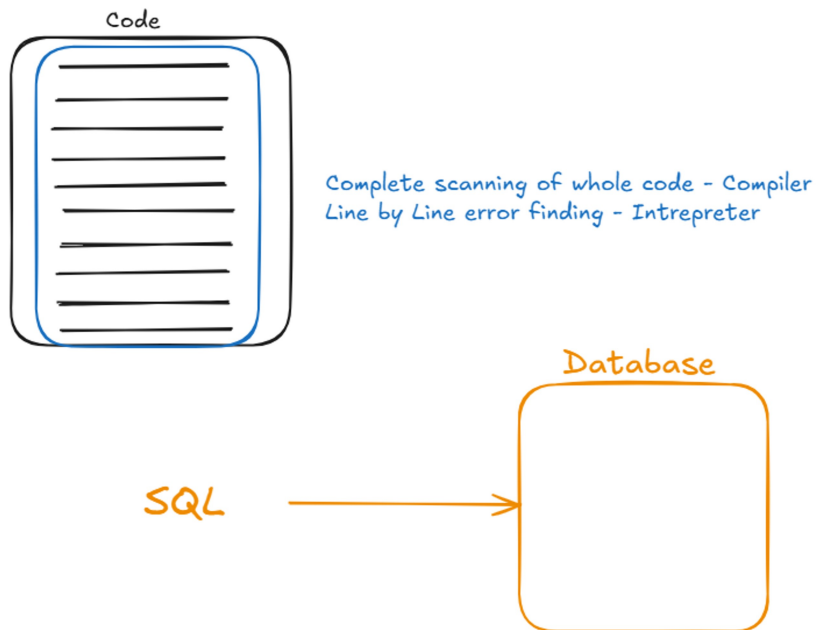 Code
Complete scanning of whole code - Compiler
Line by Line error finding - Intrepreter
Database
SQL